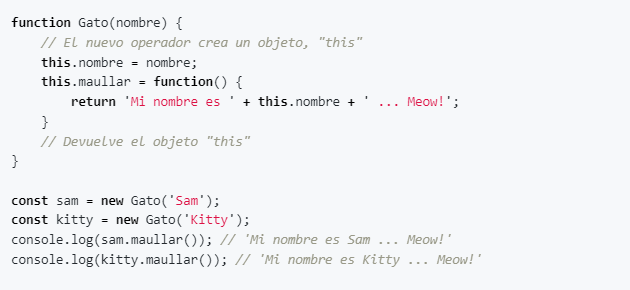 function Gato(nombre) {
    // El nuevo operador crea un objeto, "this"
    this.nombre = nombre;
    this.maullar = function() {
        return 'Mi nombre es ' + this.nombre + ' ... Meow!';
    }
    // Devuelve el objeto "this"
}

const sam = new Gato('Sam');
const kitty = new Gato('Kitty');
console.log(sam.maullar()); // 'Mi nombre es Sam ... Meow!'
console.log(kitty.maullar()); // 'Mi nombre es Kitty ... Meow!'